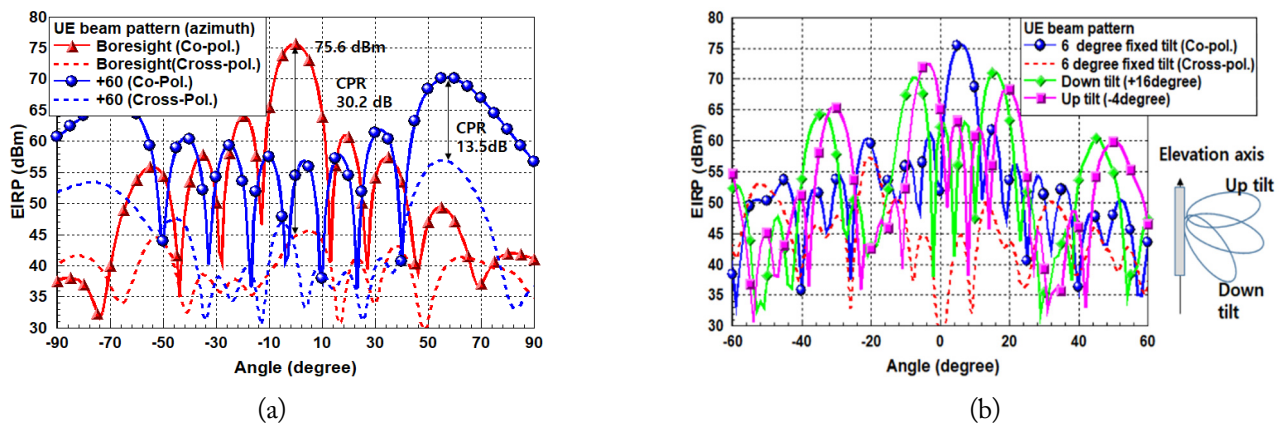 UE beam pattern (azimuth)
Boresight (Co-pol.)
Boresight(Cross-pol.)
+60 (Co-Pol.)
+60 (Cross-Pol.)
75.6 dBm
CPR
30.2 dB
CPR
13.5dB
EIRP (dBm)
80
75
70
65
60
55
50
45
40
35
30
-90 -70 -50 -30 -10 10 30 50 70 90
Angle (degree)
(a)
UE beam pattern
6 degree fixed tilt (Co-pol.)
6 degree fixed tilt (Cross-pol.)
Down tilt (+16degree)
Up tilt (-4degree)
EIRP (dBm)
80
75
70
65
60
55
50
45
40
35
30
-60 -40 -20 0 20 40 60
Angle (degree)
Elevation axis
Up tilt
Down
tilt
(b)